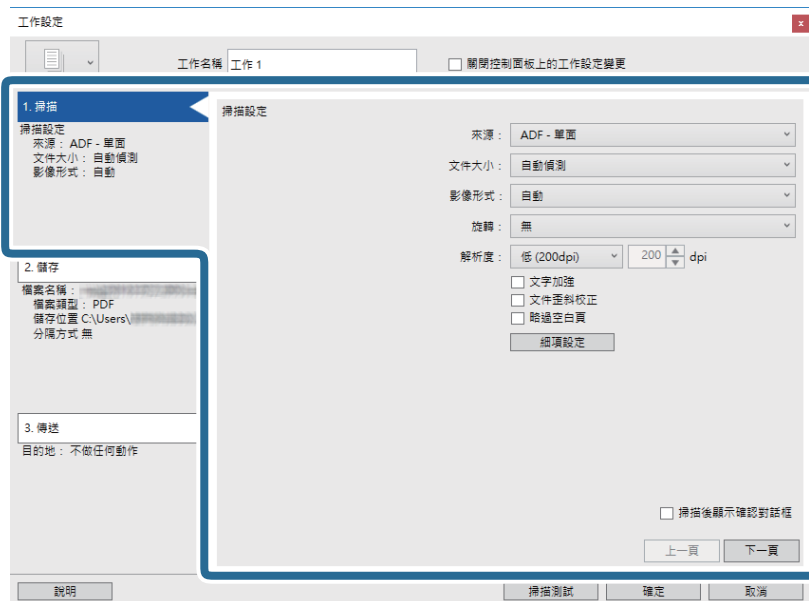 工作設定
工作名稱 工作 1
關閉控制面板上的工作設定變更
1. 掃描
掃描設定
來源： ADF - 單面
文件大小： 自動偵測
影像形式： 自動
掃描設定
來源： ADF - 單面
文件大小： 自動偵測
影像形式： 自動
旋轉： 無
解析度： 低 (200dpi) 200 dpi
文字加強
文件歪斜校正
略過空白頁
細項設定
2. 儲存
檔案名稱：
檔案類型： PDF
儲存位置 C:\Users\
分隔方式 無
3. 傳送
目的地： 不做任何動作
掃描後顯示確認對話框
上一頁 下一頁
說明 掃描測試 確定 取消